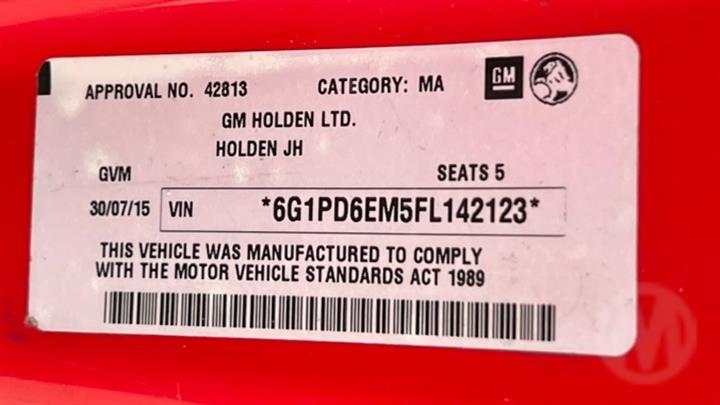 APPROVAL NO. 42813 CATEGORY: MA GM
GM HOLDEN LTD.
HOLDEN JH
GVM SEATS 5
30/07/15 VIN *6G1PD6EM5FL142123*
THIS VEHICLE WAS MANUFACTURED TO COMPLY
WITH THE MOTOR VEHICLE STANDARDS ACT 1989
M